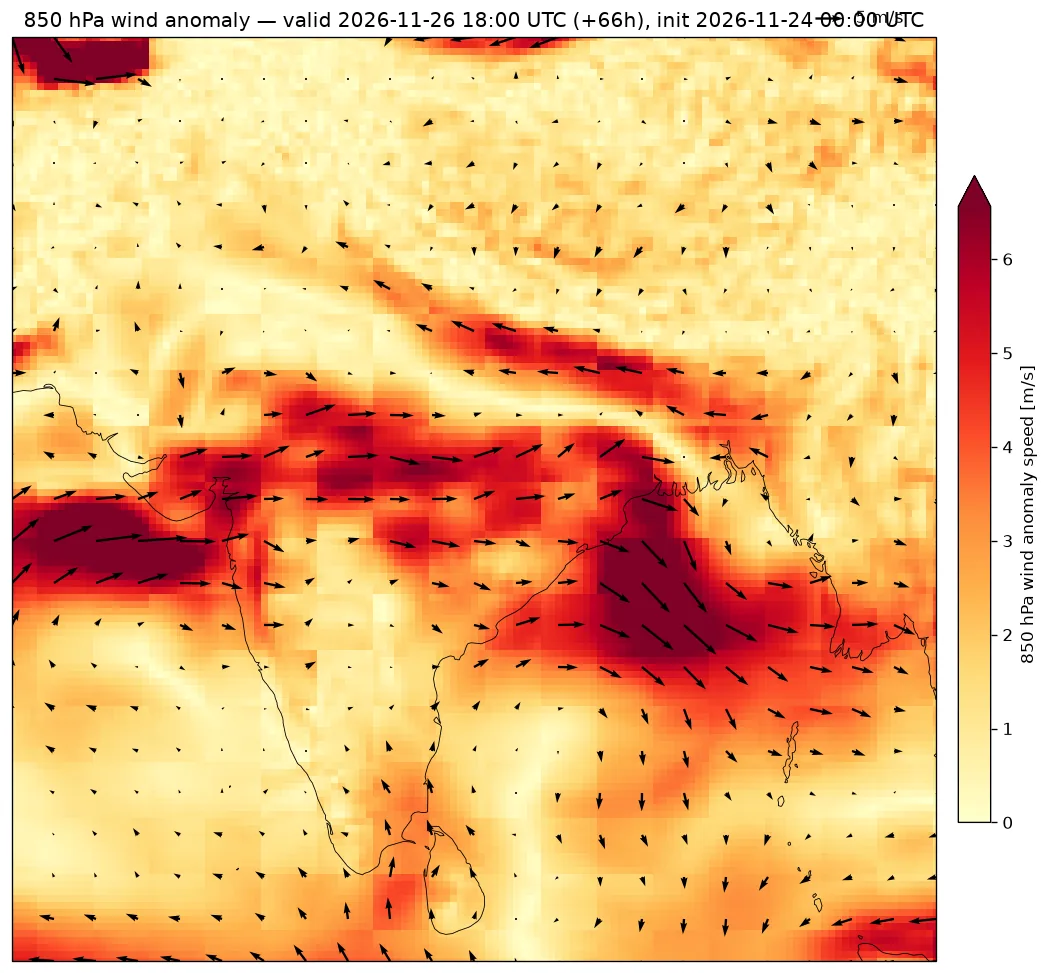 850 hPa wind anomaly — valid 2026-11-26 18:00 UTC (+66h), init 2026-11-24 00:00 UTC
5 m/s
6
5
4
3
2
1
0
850 hPa wind anomaly speed [m/s]